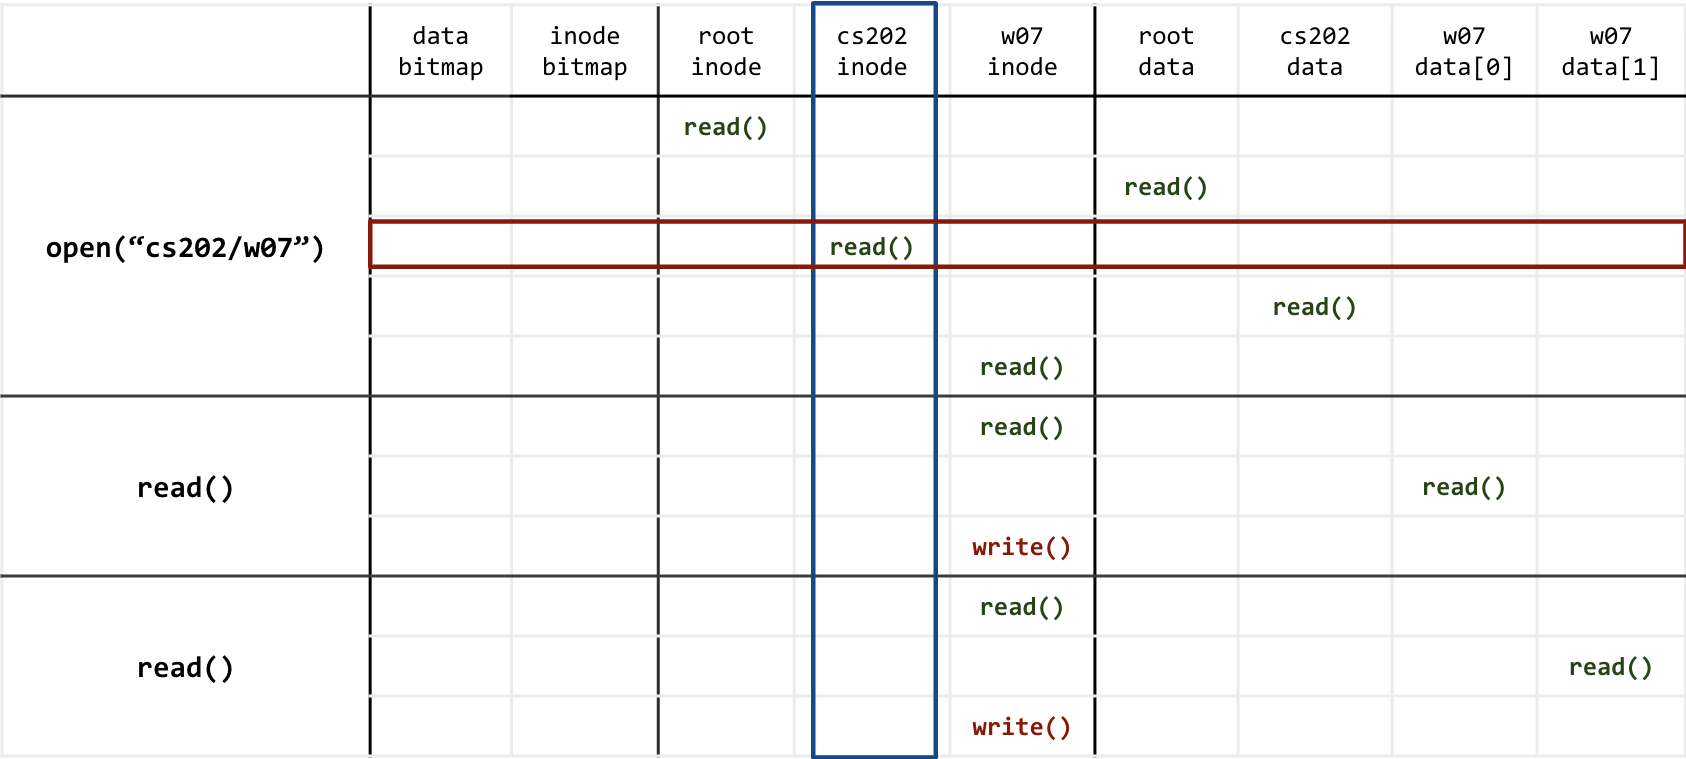 data bitmap inode bitmap root inode cs202 inode w07 inode root data cs202 data w07 data[0] w07 data[1]
read()
read()
open(“cs202/w07”) read()
read()
read()
read()
read() read()
write()
read()
read() read()
write()